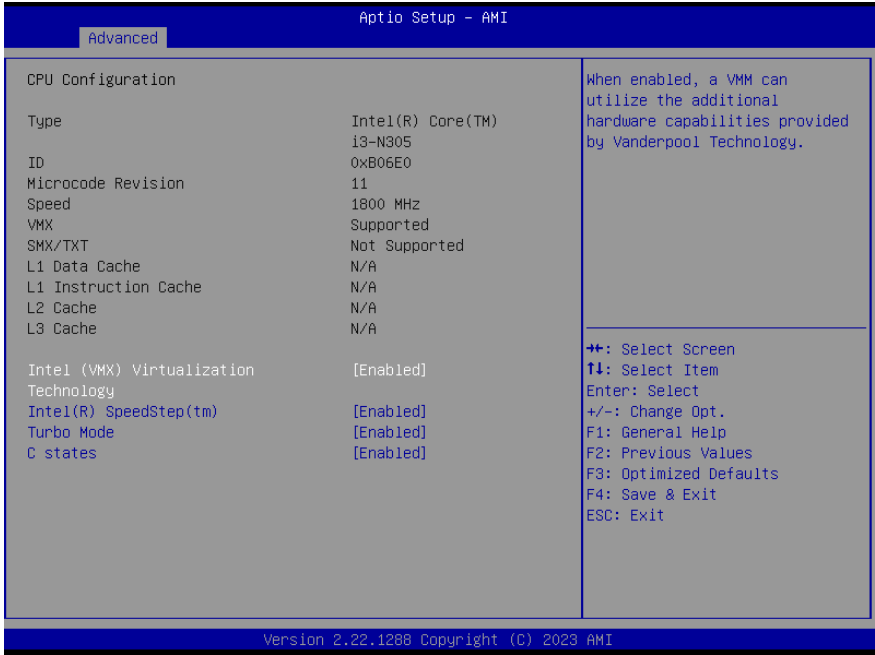 Aptio Setup - AMI
Advanced
CPU Configuration
Type Intel(R) Core(TM)
i3-N305
ID 0xB06E0
Microcode Revision 11
Speed 1800 MHz
VMX Supported
SMX/TXT Not Supported
L1 Data Cache N/A
L1 Instruction Cache N/A
L2 Cache N/A
L3 Cache N/A
Intel (VMX) Virtualization [Enabled]
Technology
Intel(R) SpeedStep(tm) [Enabled]
Turbo Mode [Enabled]
C states [Enabled]
When enabled, a VMM can
utilize the additional
hardware capabilities provided
by Vanderpool Technology.
→←: Select Screen
↑↓: Select Item
Enter: Select
+/-: Change Opt.
F1: General Help
F2: Previous Values
F3: Optimized Defaults
F4: Save & Exit
ESC: Exit
Version 2.22.1288 Copyright (C) 2023 AMI